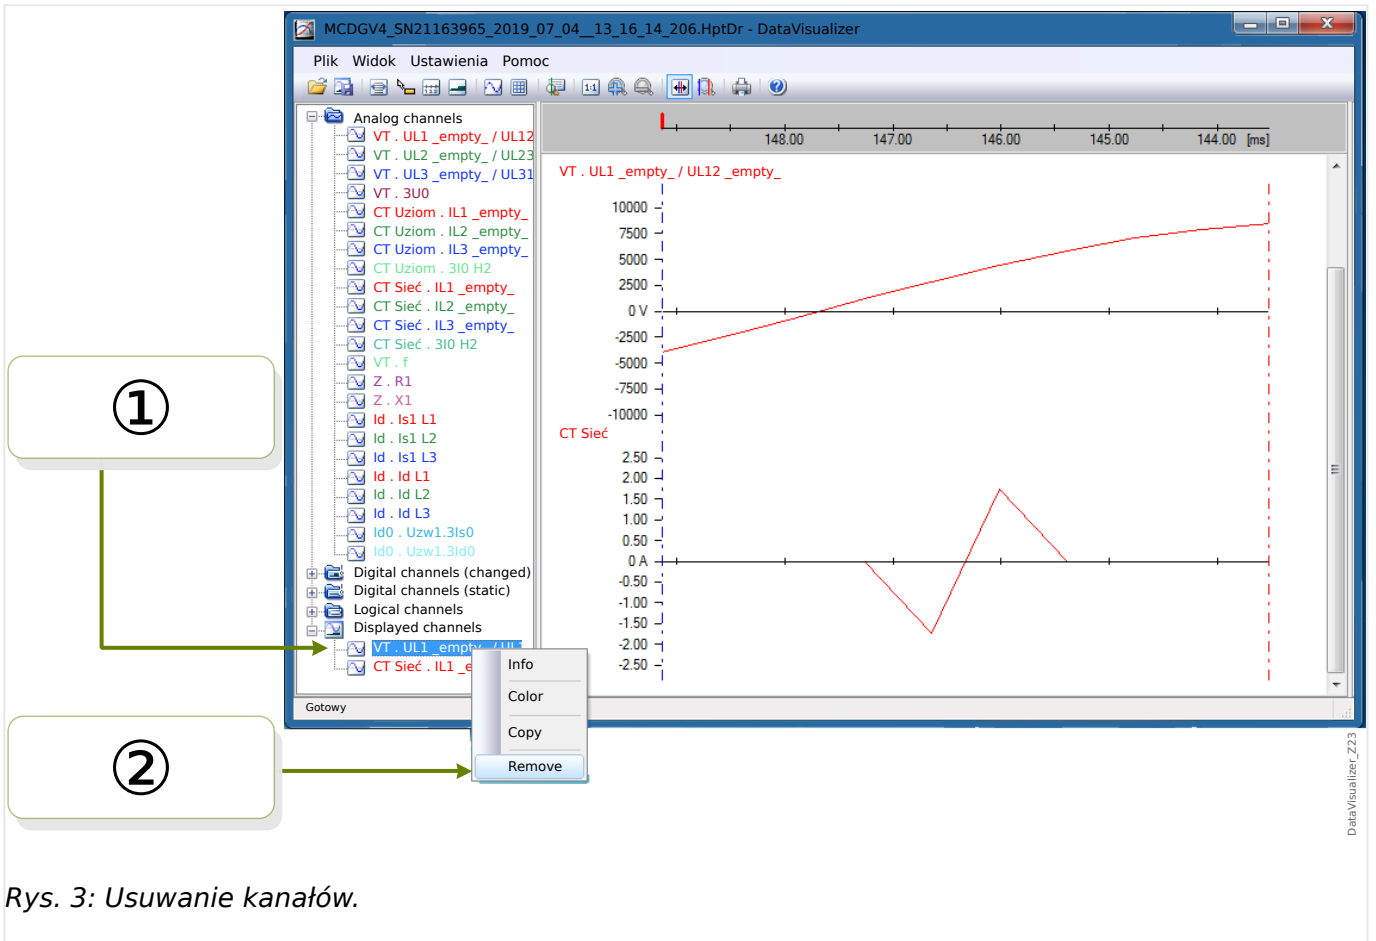 MCDGV4_SN21163965_2019_07_04__13_16_14_206.HptDr - DataVisualizer
Plik Widok Ustawienia Pomoc
1:1
Analog channels
VT . UL1 _empty_ / UL12
VT . UL2 _empty_ / UL23
VT . UL3 _empty_ / UL31
VT . 3U0
CT Uziom . IL1 _empty_
CT Uziom . IL2 _empty_
CT Uziom . IL3 _empty_
CT Uziom . 3I0 H2
CT Sieć . IL1 _empty_
CT Sieć . IL2 _empty_
CT Sieć . IL3 _empty_
CT Sieć . 3I0 H2
VT . f
Z . R1
Z . X1
Id . Is1 L1
Id . Is1 L2
Id . Is1 L3
Id . Id L1
Id . Id L2
Id . Id L3
Id0 . Uzw1.3Is0
Id0 . Uzw1.3Id0
Digital channels (changed)
Digital channels (static)
Logical channels
Displayed channels
VT . UL1 _empty_ / UL1
CT Sieć . IL1 _e
148.00 147.00 146.00 145.00 144.00 [ms]
VT . UL1 _empty_ / UL12 _empty_
10000
7500
5000
2500
0 V
-2500
-5000
-7500
-10000
CT Sieć
2.50
2.00
1.50
1.00
0.50
0 A
-0.50
-1.00
-1.50
-2.00
-2.50
Info
Color
Copy
Remove
Gotowy
①
②
DataVisualizer_Z23
Rys. 3: Usuwanie kanałów.